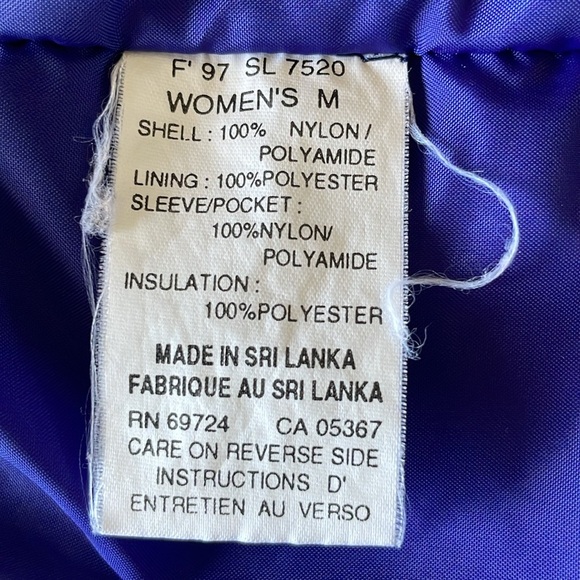 F' 97 SL 7520
WOMEN'S M
SHELL : 100% NYLON /
POLYAMIDE
LINING : 100%POLYESTER
SLEEVE/POCKET :
100%NYLON/
POLYAMIDE
INSULATION :
100%POLYESTER
MADE IN SRI LANKA
FABRIQUE AU SRI LANKA
RN 69724 CA 05367
CARE ON REVERSE SIDE
INSTRUCTIONS D'
ENTRETIEN AU VERSO